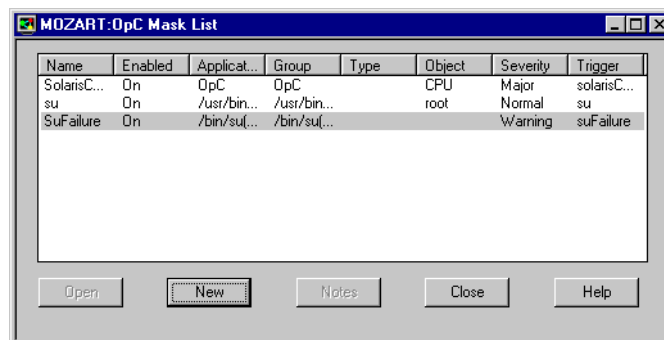 MOZART:OpC Mask List
Name Enabled Applicat... Group Type Object Severity Trigger
SolarisC... On OpC OpC CPU Major solarisC...
su On /usr/bin... /usr/bin... root Normal su
SuFailure On /bin/su(... /bin/su(... Warning suFailure
Open New Notes Close Help